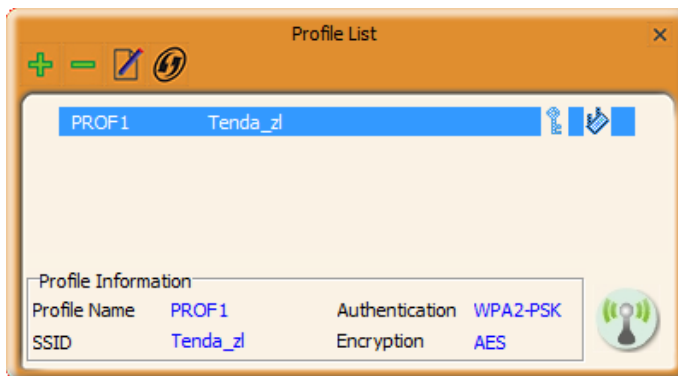 Profile List
PROF1 Tenda_zl
Profile Information
Profile Name PROF1 Authentication WPA2-PSK
SSID Tenda_zl Encryption AES